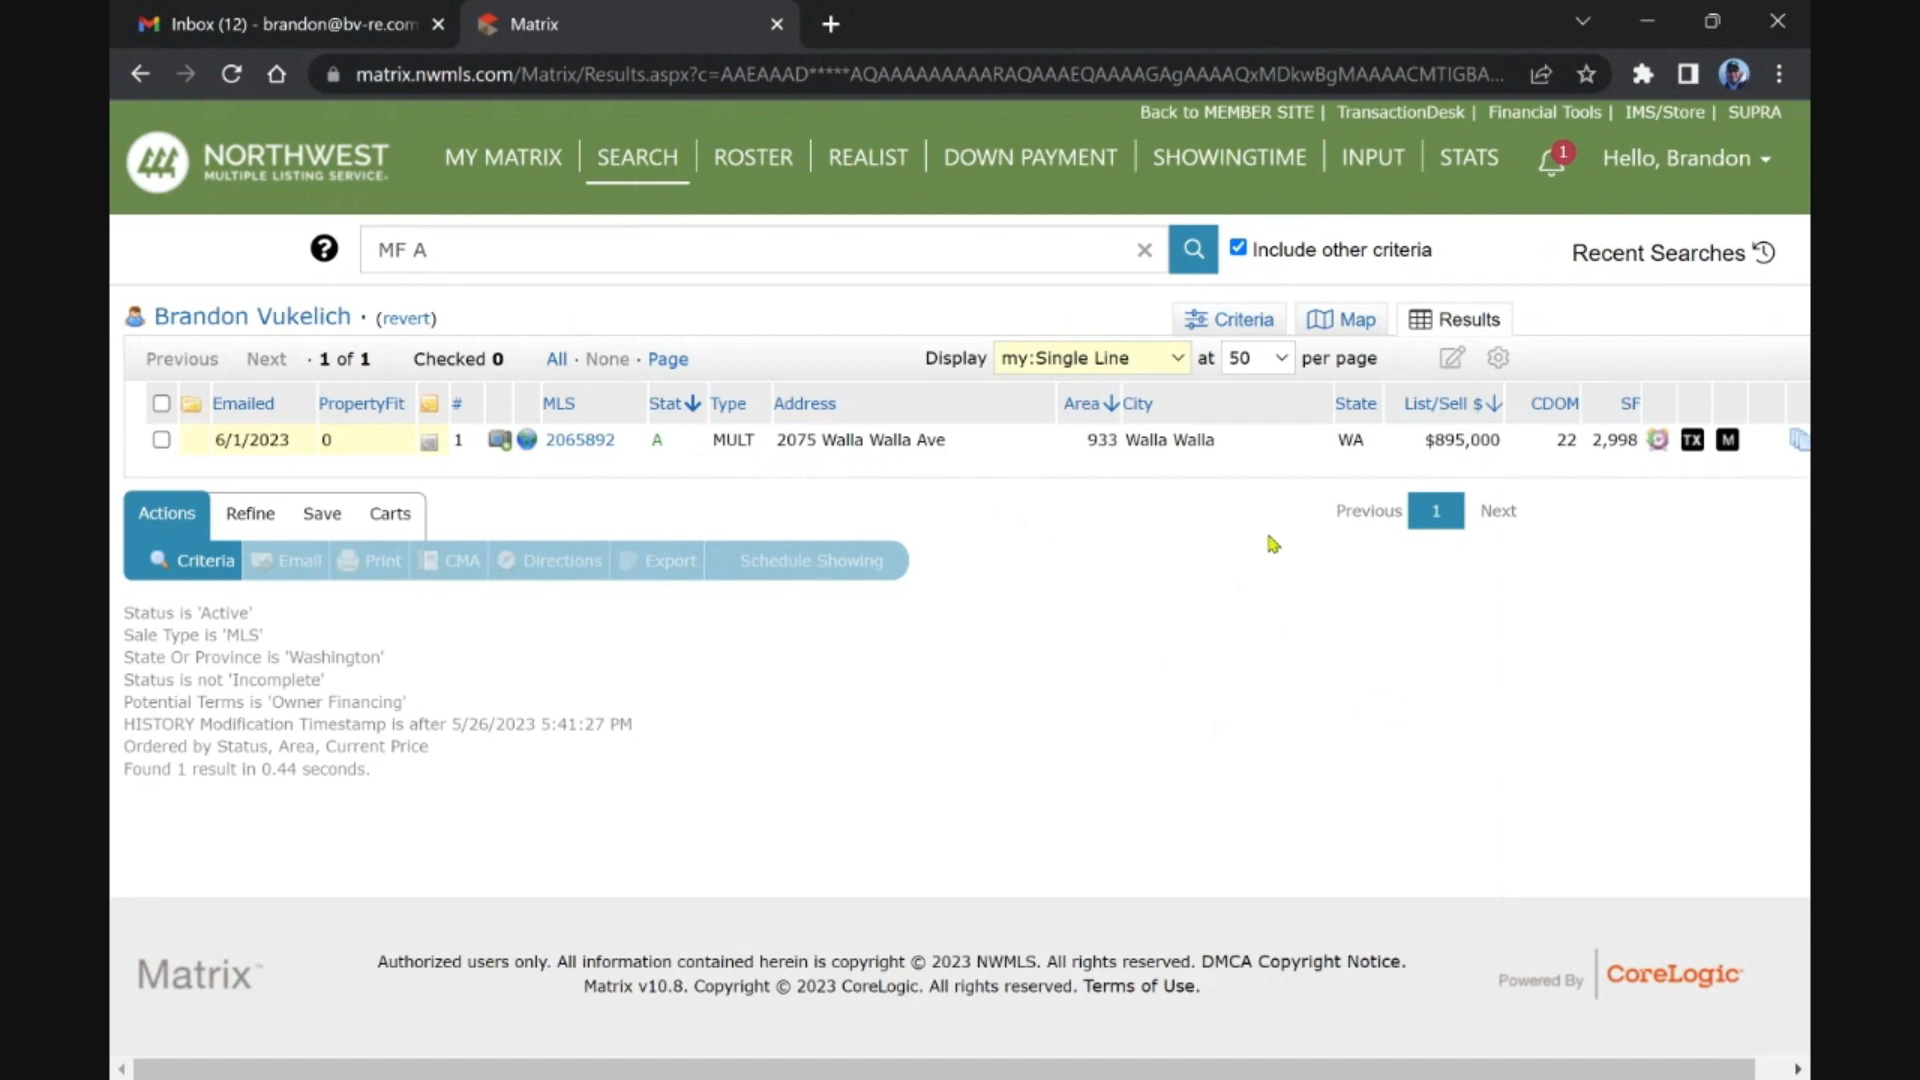 Inbox (12) - brandon@bv-re.com
Matrix
matrix.nwmls.com/Matrix/Results.aspx?c=AAEAAAD*****AQAAAAAAAAARAQAAAEQAAAAGAgAAAAQxMDkwBgMAAAACMTIGBA...
Back to MEMBER SITE | TransactionDesk | Financial Tools | IMS/Store | SUPRA
NORTHWEST
MULTIPLE LISTING SERVICE
MY MATRIX SEARCH ROSTER REALIST DOWN PAYMENT SHOWINGTIME INPUT STATS 1 Hello, Brandon
? MF A Include other criteria Recent Searches
Brandon Vukelich · (revert) Criteria Map Results
Previous Next · 1 of 1 Checked 0 All · None · Page Display my:Single Line at 50 per page
Emailed PropertyFit # MLS Stat Type Address Area City State List/Sell $ CDOM SF
6/1/2023 0 1 2065892 A MULT 2075 Walla Walla Ave 933 Walla Walla WA $895,000 22 2,998 TX M
Actions Refine Save Carts Previous 1 Next
Criteria Email Print CMA Directions Export Schedule Showing
Status is 'Active'
Sale Type is 'MLS'
State Or Province is 'Washington'
Status is not 'Incomplete'
Potential Terms is 'Owner Financing'
HISTORY Modification Timestamp is after 5/26/2023 5:41:27 PM
Ordered by Status, Area, Current Price
Found 1 result in 0.44 seconds.
Matrix™
Authorized users only. All information contained herein is copyright © 2023 NWMLS. All rights reserved. DMCA Copyright Notice.
Matrix v10.8. Copyright © 2023 CoreLogic. All rights reserved. Terms of Use.
Powered By CoreLogic